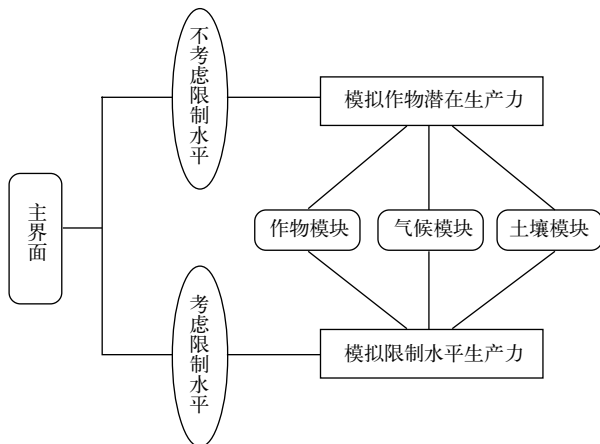 不考虑限制水平
模拟作物潜在生产力
主界面
作物模块
气候模块
土壤模块
考虑限制水平
模拟限制水平生产力